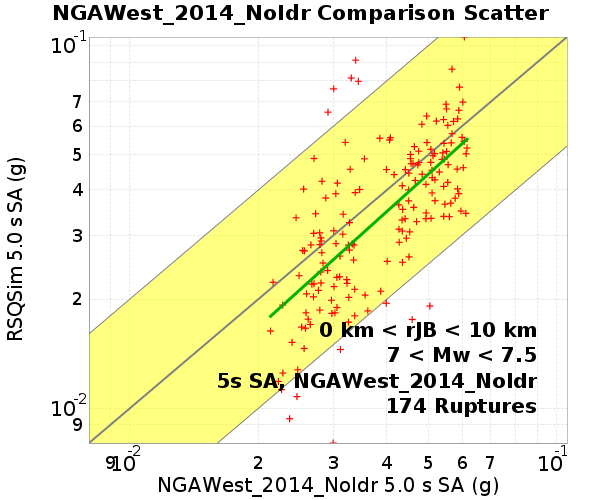 NGAWest_2014_NoIdr Comparison Scatter
RSQSim 5.0 s SA (g)
10-1
7
6
5
4
3
2
10-2
9
0 km < rJB < 10 km
7 < Mw < 7.5
5s SA, NGAWest_2014_NoIdr
174 Ruptures
9 10-2 2 3 4 5 6 7 10-1
NGAWest_2014_NoIdr 5.0 s SA (g)